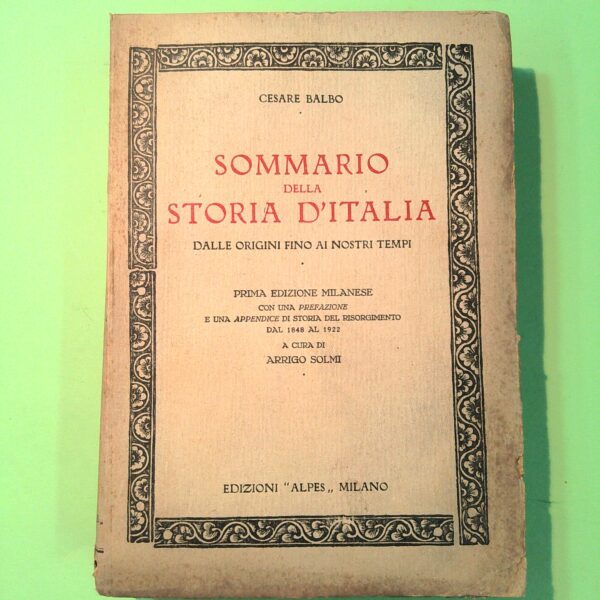 CESARE BALBO
SOMMARIO
DELLA
STORIA D'ITALIA
DALLE ORIGINI FINO AI NOSTRI TEMPI
PRIMA EDIZIONE MILANESE
CON UNA PREFAZIONE
E UNA APPENDICE DI STORIA DEL RISORGIMENTO
DAL 1848 AL 1922
A CURA DI
ARRIGO SOLMI
EDIZIONI "ALPES„ MILANO